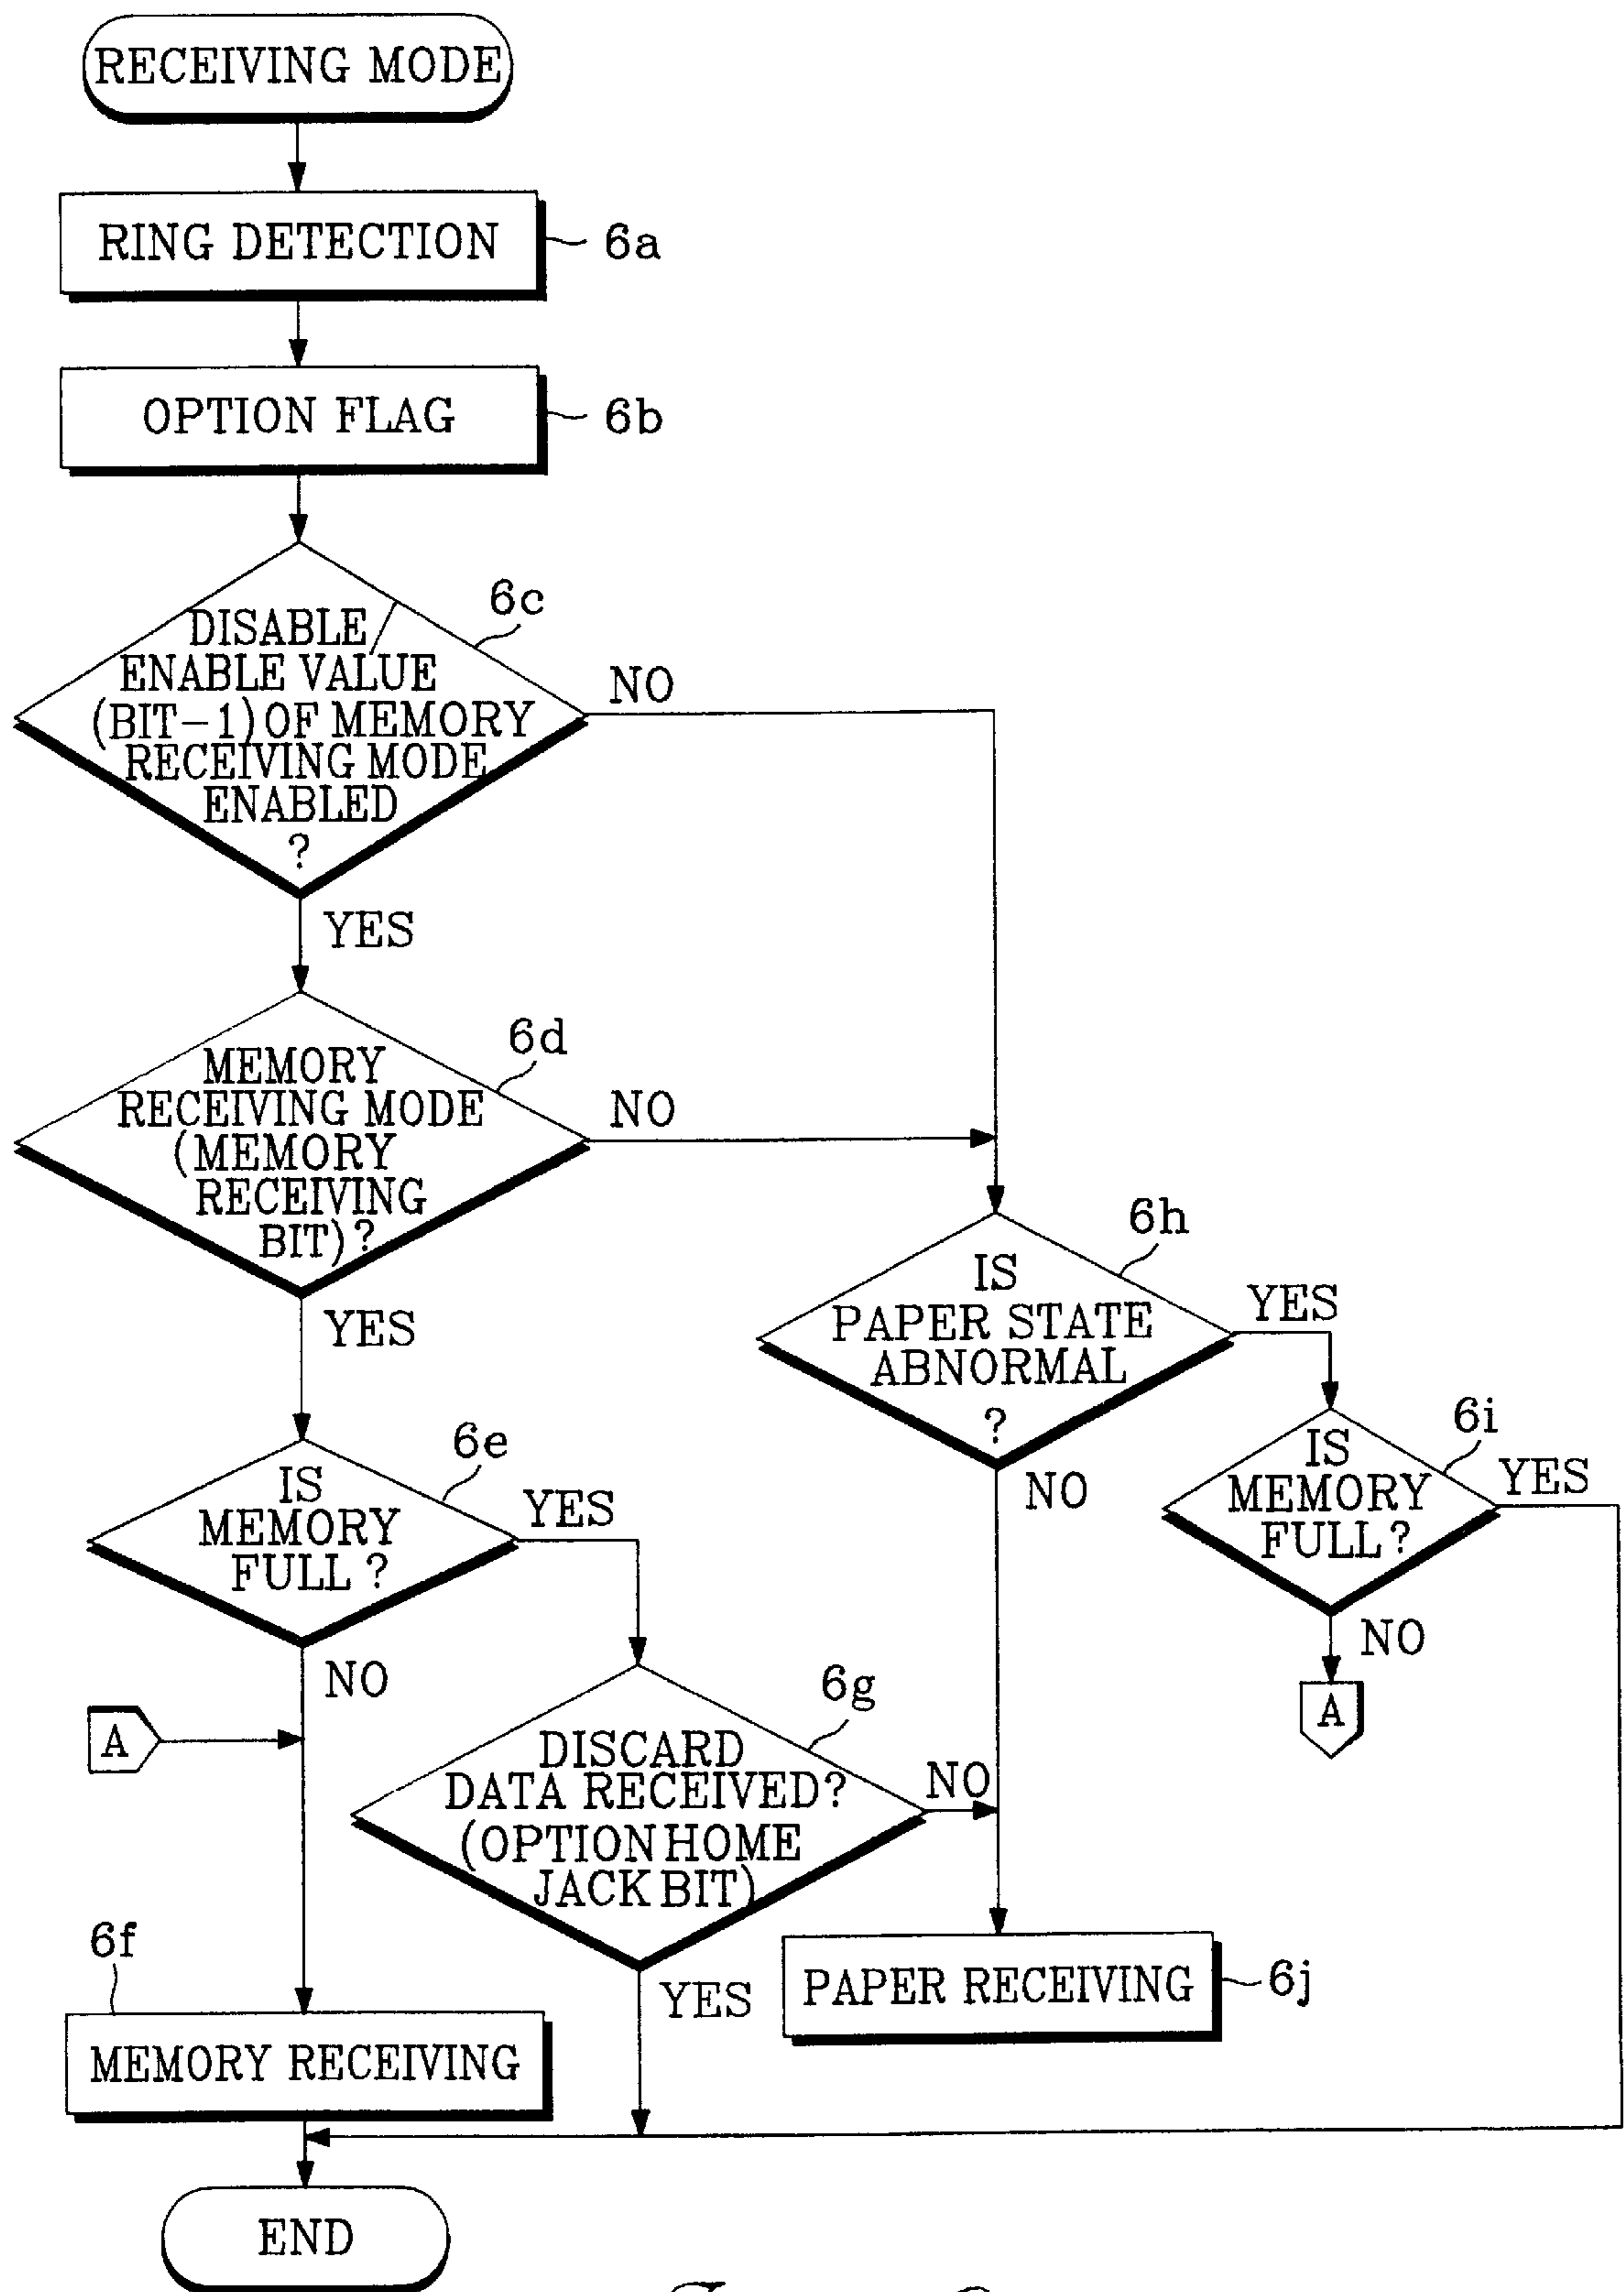 RECEIVING MODE
RING DETECTION
6a
OPTION FLAG
6b
6c
DISABLE /
ENABLE VALUE
(BIT-1) OF MEMORY
RECEIVING MODE
ENABLED
?
NO
YES
6d
MEMORY
RECEIVING MODE
(MEMORY
RECEIVING
BIT)?
NO
YES
6h
IS
PAPER STATE
ABNORMAL
?
YES
NO
6i
IS
MEMORY
FULL?
YES
NO
A
6e
IS
MEMORY
FULL?
YES
NO
A
6g
DISCARD
DATA RECEIVED?
(OPTION HOME
JACK BIT)
NO
YES
6f
MEMORY RECEIVING
PAPER RECEIVING
6j
END